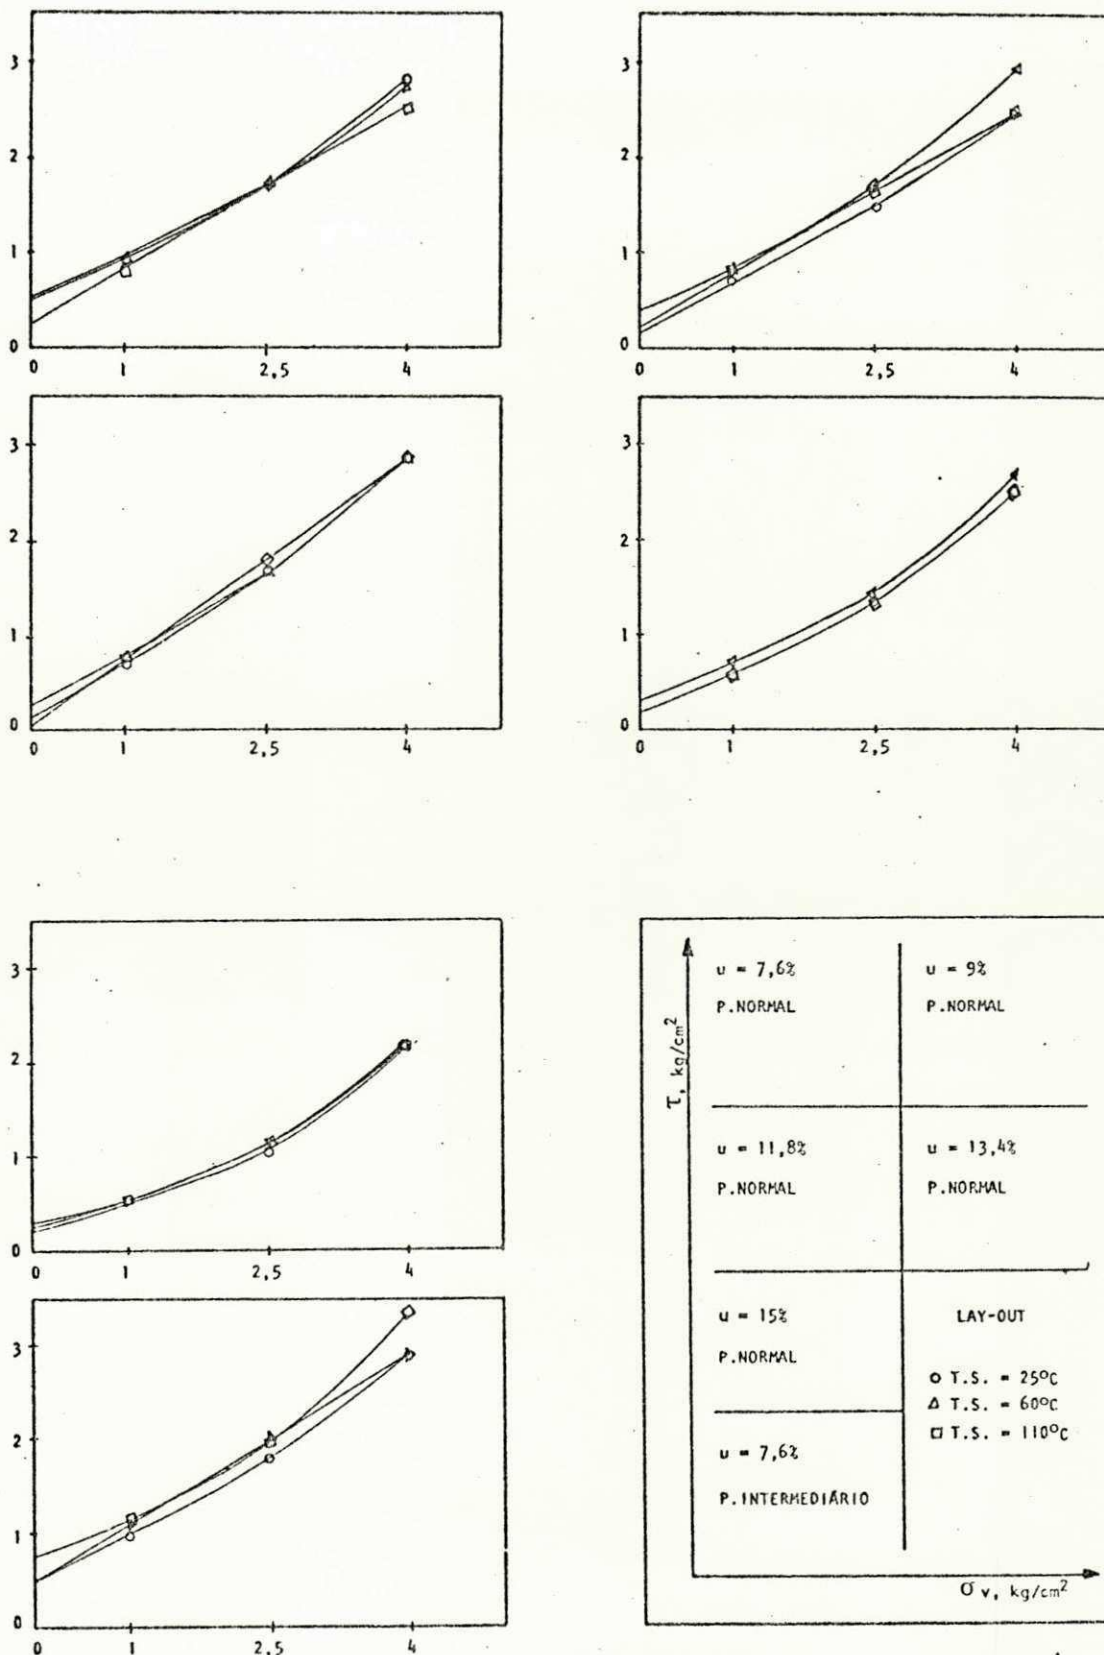 3
2
1
0
0 1 2,5 4
3
2
1
0
0 1 2,5 4
3
2
1
0
0 1 2,5 4
3
2
1
0
0 1 2,5 4
3
2
1
0
0 1 2,5 4
3
2
1
0
0 1 2,5 4
τ, kg/cm²
u = 7,6%
P.NORMAL
u = 9%
P.NORMAL
u = 11,8%
P.NORMAL
u = 13,4%
P.NORMAL
u = 15%
P.NORMAL
LAY-OUT
T.S. = 25ºC
T.S. = 60ºC
T.S. = 110ºC
u = 7,6%
P.INTERMEDIÁRIO
σ v, kg/cm²